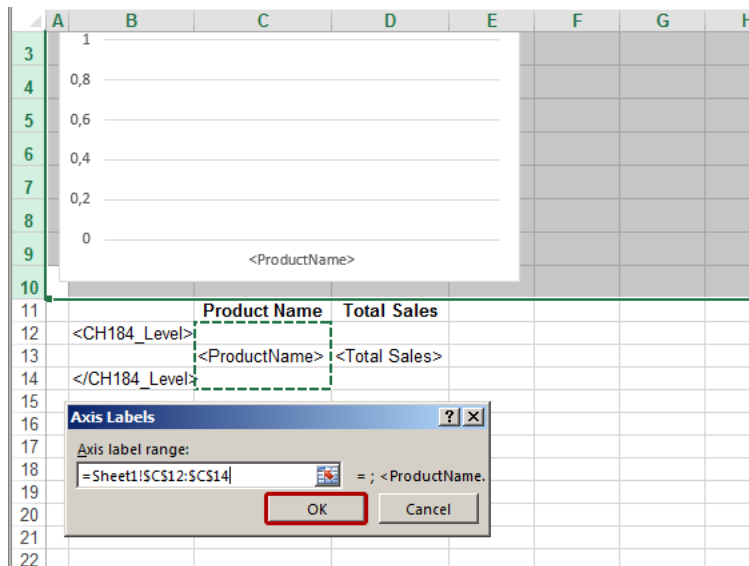 A B C D E F G H
1
3
0,8
4
0,6
5
0,4
6
7
0,2
8
0
9
<ProductName>
10
11 Product Name Total Sales
12 <CH184_Level>
13 <ProductName> <Total Sales>
14 </CH184_Level>
15
16 Axis Labels ? X
17 Axis label range:
18 =Sheet1!$C$12:$C$14 = ; <ProductName.
19
20 OK Cancel
21
22